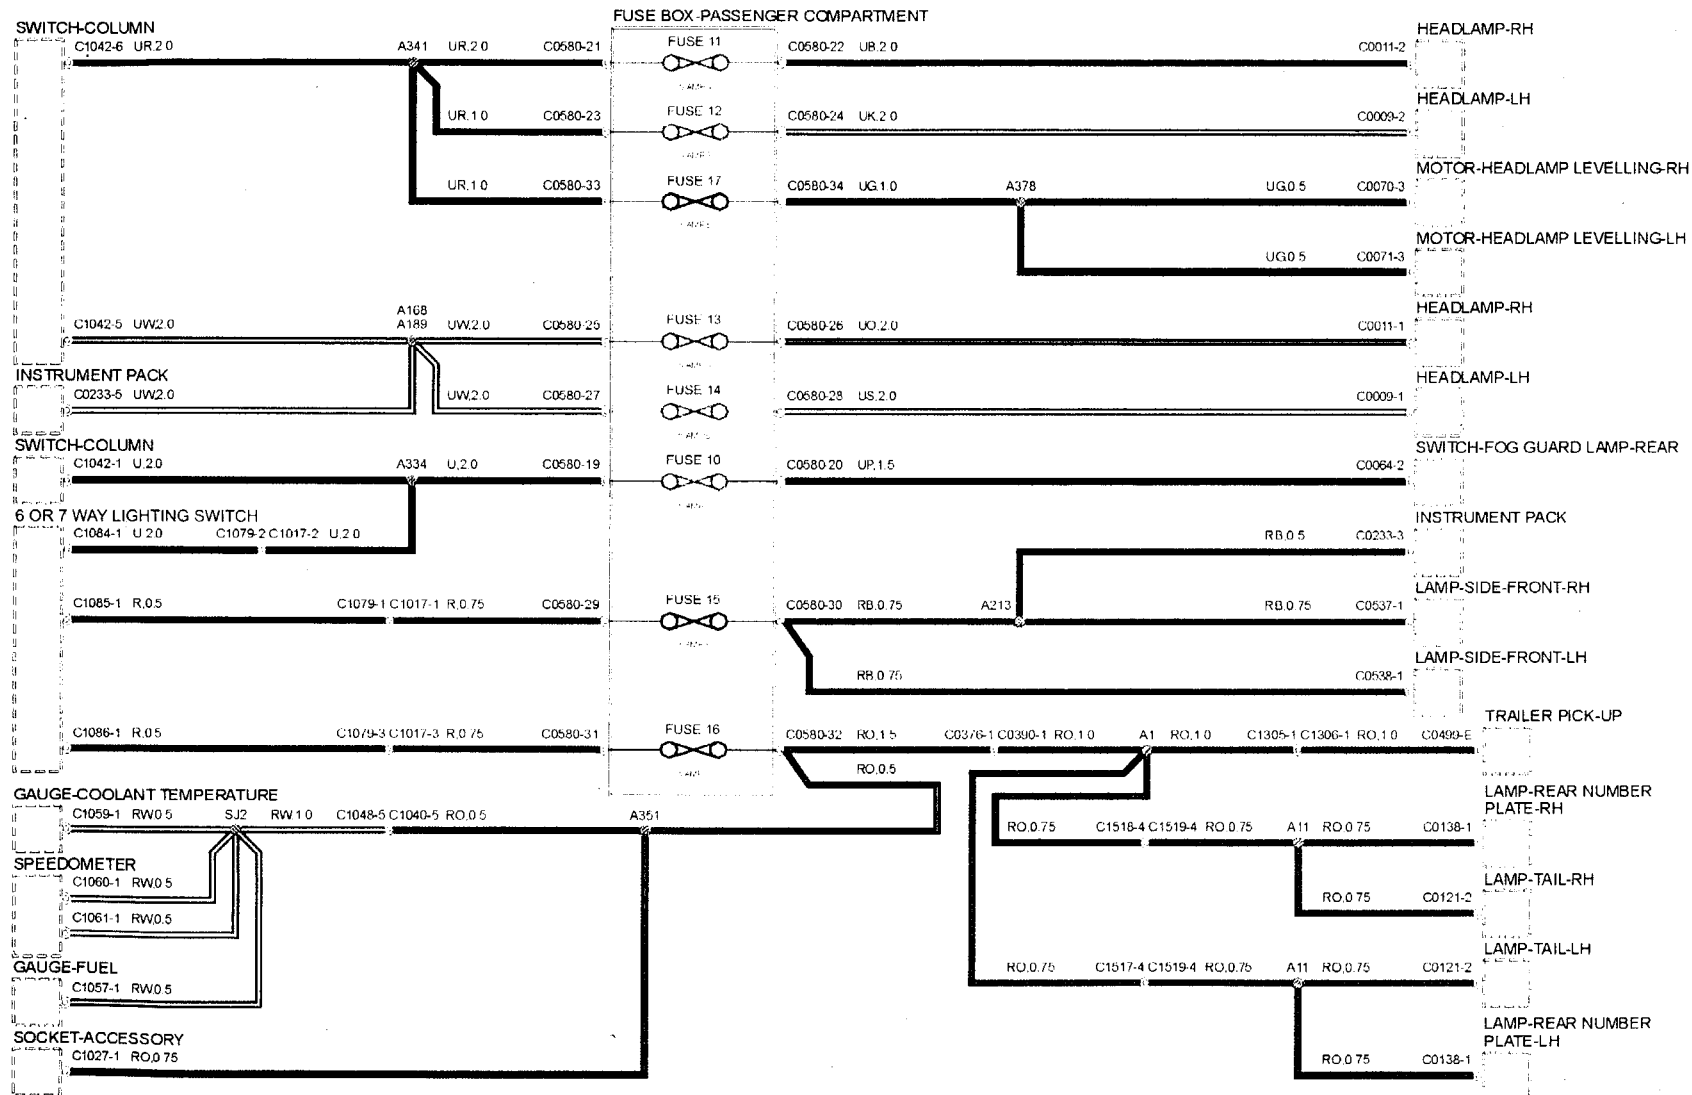 FUSE BOX-PASSENGER COMPARTMENT
SWITCH-COLUMN
C1042-6 UR.2 0 A341 UR.2 0 C0580-21 FUSE 11 C0580-22 UB.2 0 C0011-2
HEADLAMP-RH
UR.1 0 C0580-23 FUSE 12 C0580-24 UK.2 0 C0009-2
HEADLAMP-LH
UR.1 0 C0580-33 FUSE 17 C0580-34 UG.1.0 A378 UG.0.5 C0070-3
MOTOR-HEADLAMP LEVELLING-RH
UG.0 5 C0071-3
MOTOR-HEADLAMP LEVELLING-LH
A168
C1042-5 UW.2.0 A189 UW.2.0 C0580-25 FUSE 13 C0580-26 UO.2.0 C0011-1
HEADLAMP-RH
INSTRUMENT PACK
C0233-5 UW.2.0 UW.2.0 C0580-27 FUSE 14 C0580-28 US.2.0 C0009-1
HEADLAMP-LH
SWITCH-COLUMN
C1042-1 U.2.0 A334 U.2.0 C0580-19 FUSE 10 C0580-20 UP.1.5 C0064-2
SWITCH-FOG GUARD LAMP-REAR
6 OR 7 WAY LIGHTING SWITCH
C1084-1 U 2.0 C1079-2 C1017-2 U.2 0
RB.0.5 C0233-3
INSTRUMENT PACK
C1085-1 R,0.5 C1079-1 C1017-1 R,0.75 C0580-29 FUSE 15 C0580-30 RB.0.75 A213 RB.0.75 C0537-1
LAMP-SIDE-FRONT-RH
RB.0 75 C0538-1
LAMP-SIDE-FRONT-LH
C1086-1 R.0 5 C1079-3 C1017-3 R,0 75 C0580-31 FUSE 16 C0580-32 RO,1 5 C0376-1 C0390-1 RO,1 0 A1 RO,1 0 C1305-1 C1306-1 RO,1 0 C0499-E
TRAILER PICK-UP
RO,0.5
GAUGE-COOLANT TEMPERATURE
C1059-1 RW.0 5 SJ2 RW.1 0 C1048-5 C1040-5 RO,0 5 A351
LAMP-REAR NUMBER
PLATE-RH
RO.0.75 C1518-4 C1519-4 RO.0.75 A11 RO.0 75 C0138-1
SPEEDOMETER
C1060-1 RW.0.5
C1061-1 RW.0.5
LAMP-TAIL-RH
RO,0 75 C0121-2
GAUGE-FUEL
C1057-1 RW.0.5
LAMP-TAIL-LH
RO,0.75 C1517-4 C1519-4 RO,0.75 A11 RO,0.75 C0121-2
SOCKET-ACCESSORY
C1027-1 RO,0 75
LAMP-REAR NUMBER
PLATE-LH
RO,0 75 C0138-1